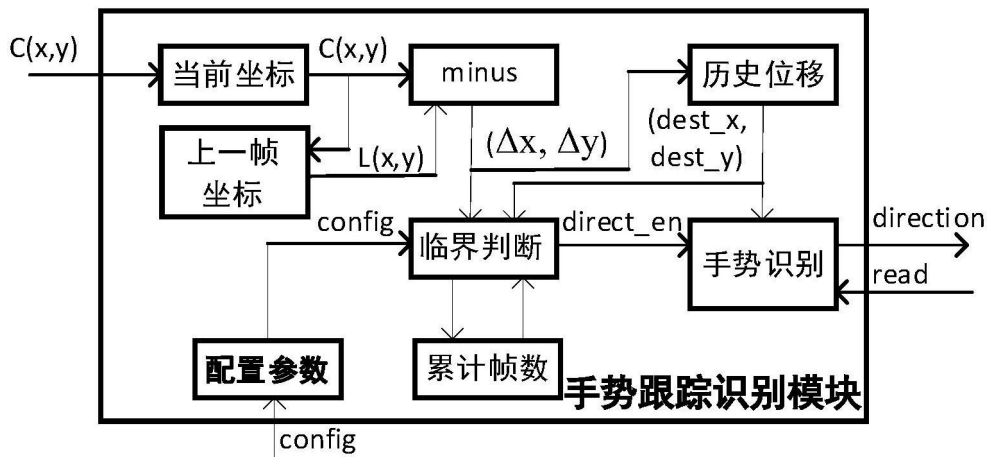 C(x,y)
当前坐标
C(x,y)
minus
历史位移
上一帧
坐标
L(x,y)
(Δx, Δy)
(dest_x,
dest_y)
config
临界判断
direct_en
手势识别
direction
read
配置参数
累计帧数
手势跟踪识别模块
config